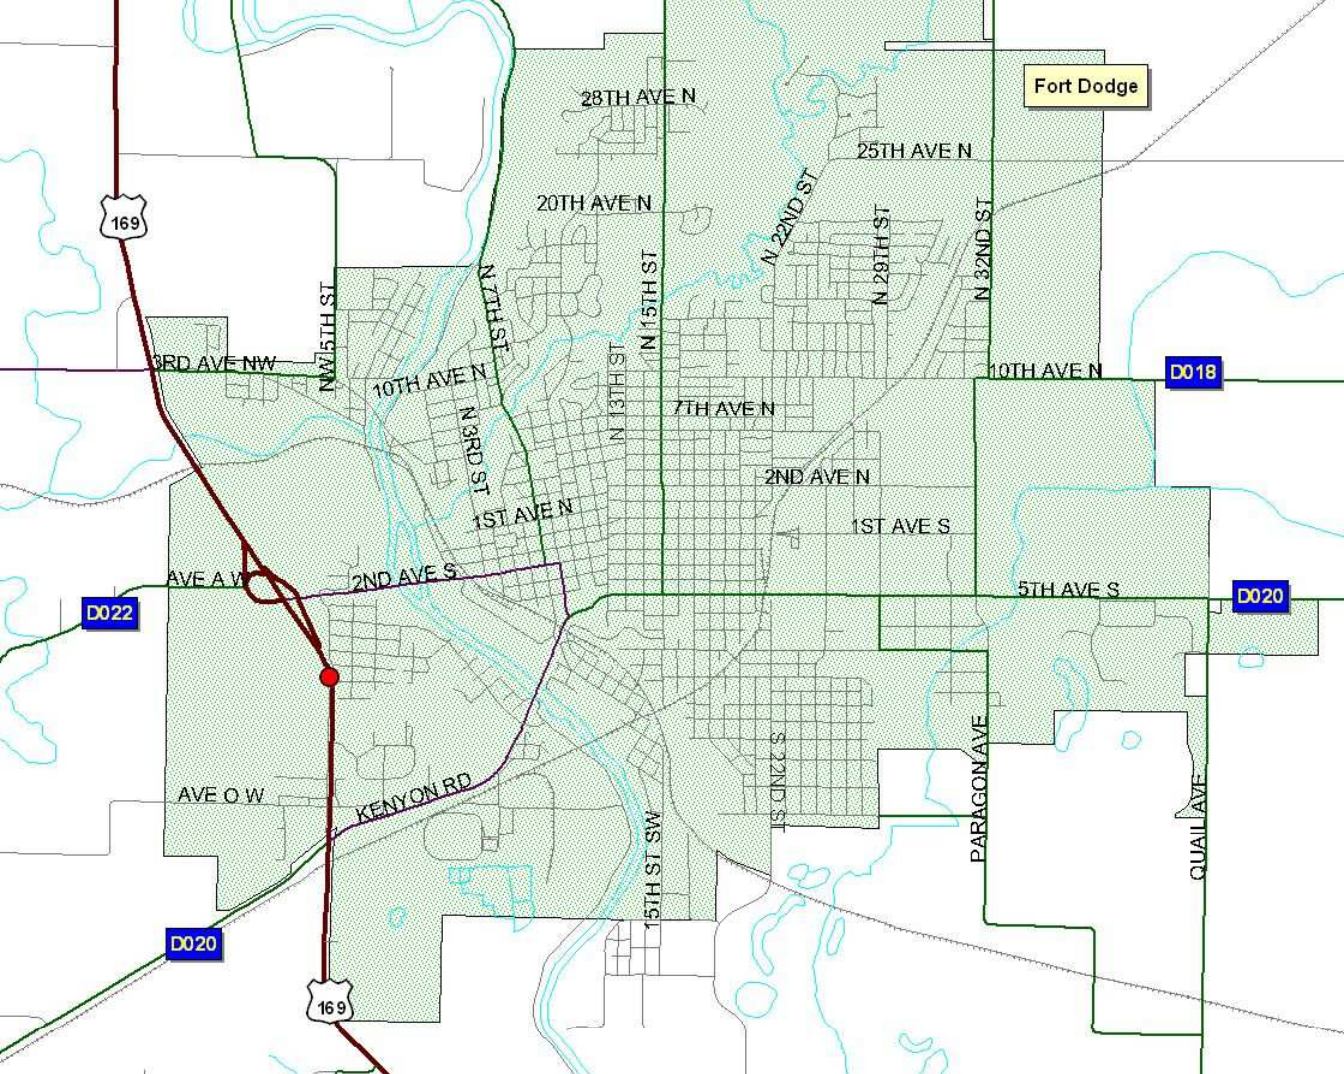 Fort Dodge
28TH AVE N
25TH AVE N
20TH AVE N
N 22ND ST
169
N 29TH ST
N 32ND ST
N 15TH ST
N 7TH ST
NW 5TH ST
3RD AVE NW
10TH AVE N
10TH AVE N
D018
N 13TH ST
7TH AVE N
N 3RD ST
2ND AVE N
1ST AVE N
1ST AVE S
AVE A W
2ND AVE S
5TH AVE S
D020
D022
S 22ND ST
PARAGON AVE
QUAIL AVE
AVE O W
KENYON RD
15TH ST SW
D020
169